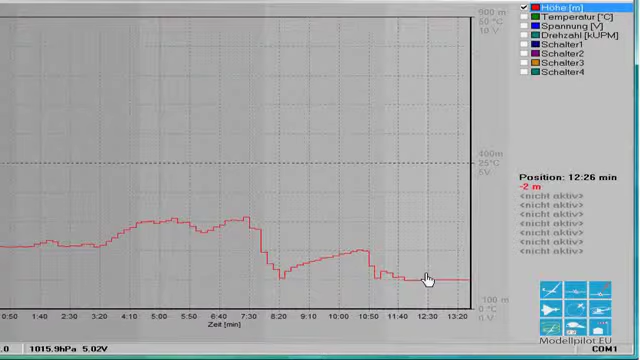 900 m
50 °C
10 V
Höhe [m]
Temperatur [°C]
Spannung [V]
Drehzahl [kUPM]
Schalter1
Schalter2
Schalter3
Schalter4
400m
25°C
5V
Position: 12:26 min
-2 m
<nicht aktiv>
<nicht aktiv>
<nicht aktiv>
<nicht aktiv>
<nicht aktiv>
<nicht aktiv>
100 m
0 °C
0 V
0:50 1:40 2:30 3:20 4:10 5:00 5:50 6:40 7:30 8:20 9:10 10:00 10:50 11:40 12:30 13:20
Zeit [min]
Modellpilot.EU
.0 1015.9hPa 5.02V COM1